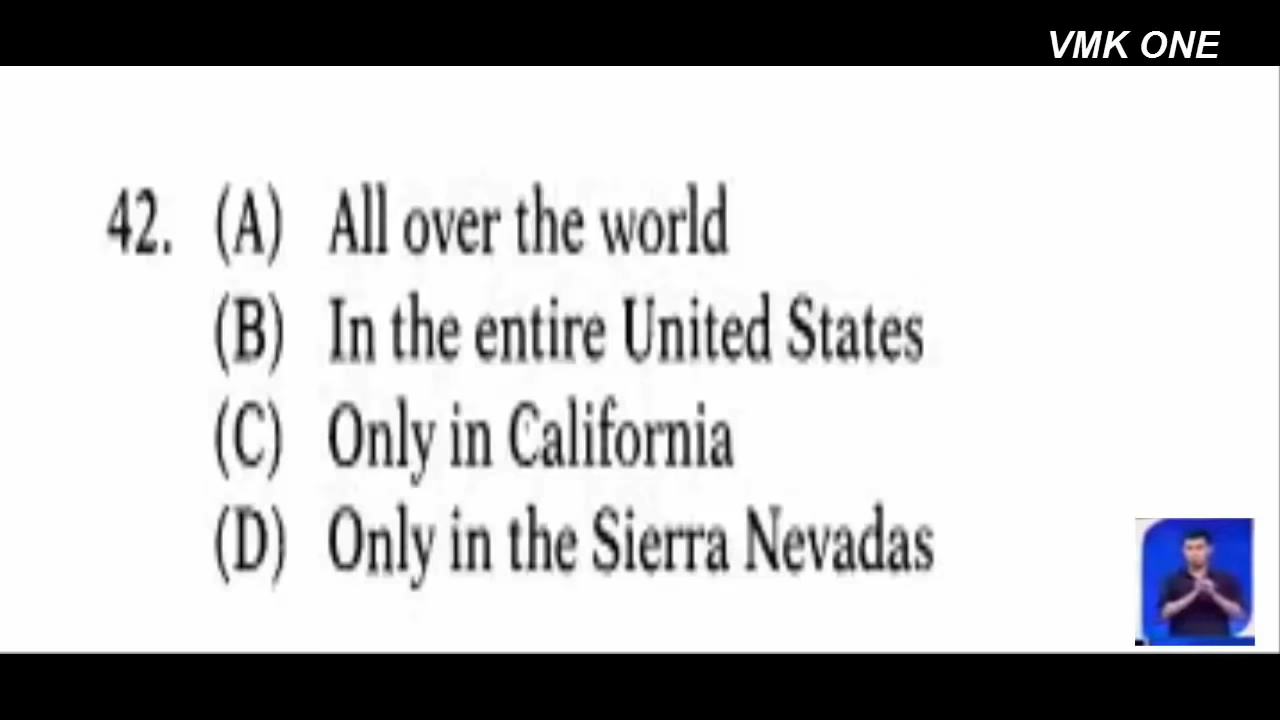 VMK ONE
42. (A) All over the world
(B) In the entire United States
(C) Only in California
(D) Only in the Sierra Nevadas